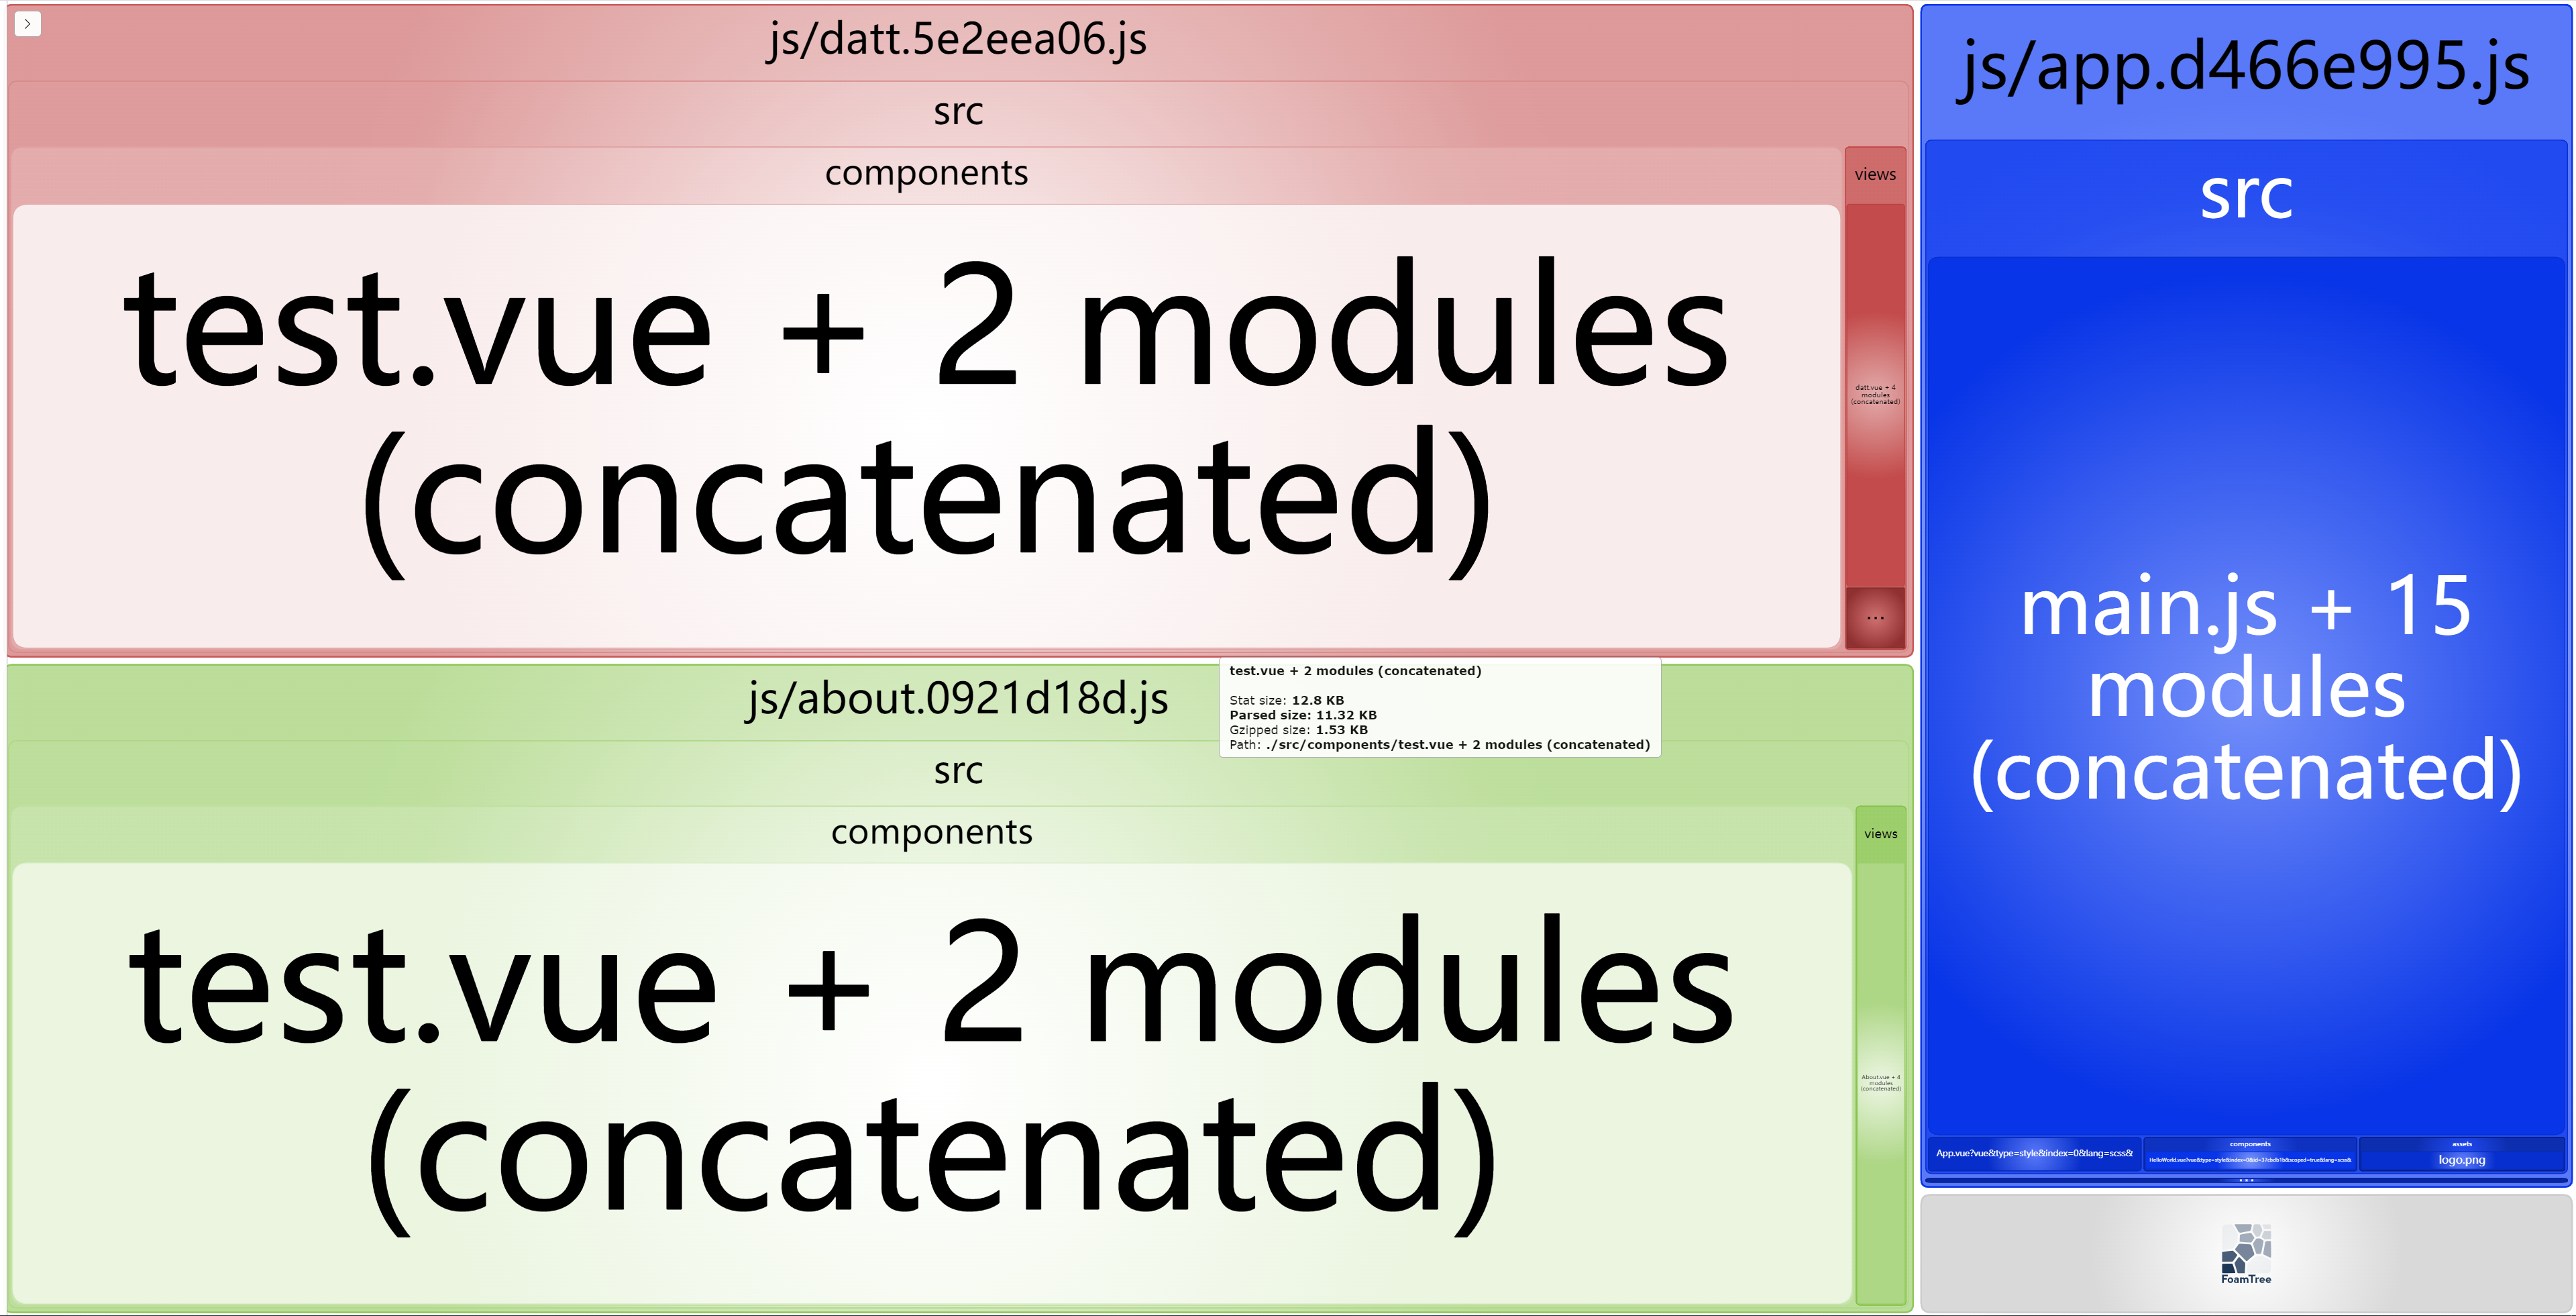 js/datt.5e2eea06.js
src
components
views
test.vue + 2 modules
(concatenated)
datt.vue + 4
modules
(concatenated)
...
js/about.0921d18d.js
test.vue + 2 modules (concatenated)
Stat size: 12.8 KB
Parsed size: 11.32 KB
Gzipped size: 1.53 KB
Path: ./src/components/test.vue + 2 modules (concatenated)
src
components
views
test.vue + 2 modules
(concatenated)
About.vue + 4
modules
(concatenated)
js/app.d466e995.js
src
main.js + 15
modules
(concatenated)
App.vue?vue&type=style&index=0&lang=scss&
components
assets
logo.png
...
FoamTree